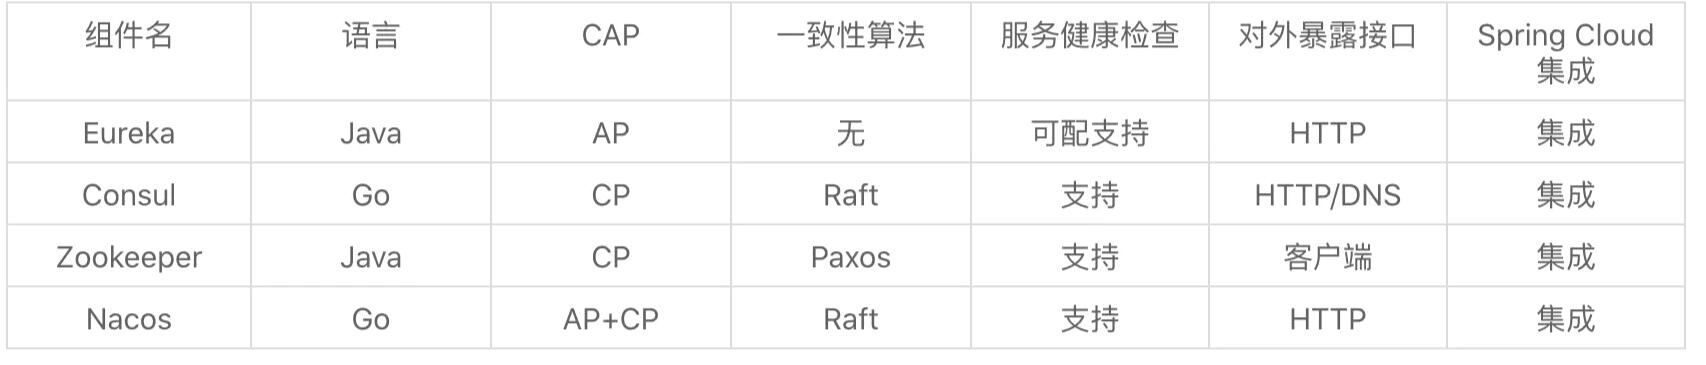 组件名 语言 CAP 一致性算法 服务健康检查 对外暴露接口 Spring Cloud
集成
Eureka Java AP 无 可配支持 HTTP 集成
Consul Go CP Raft 支持 HTTP/DNS 集成
Zookeeper Java CP Paxos 支持 客户端 集成
Nacos Go AP+CP Raft 支持 HTTP 集成